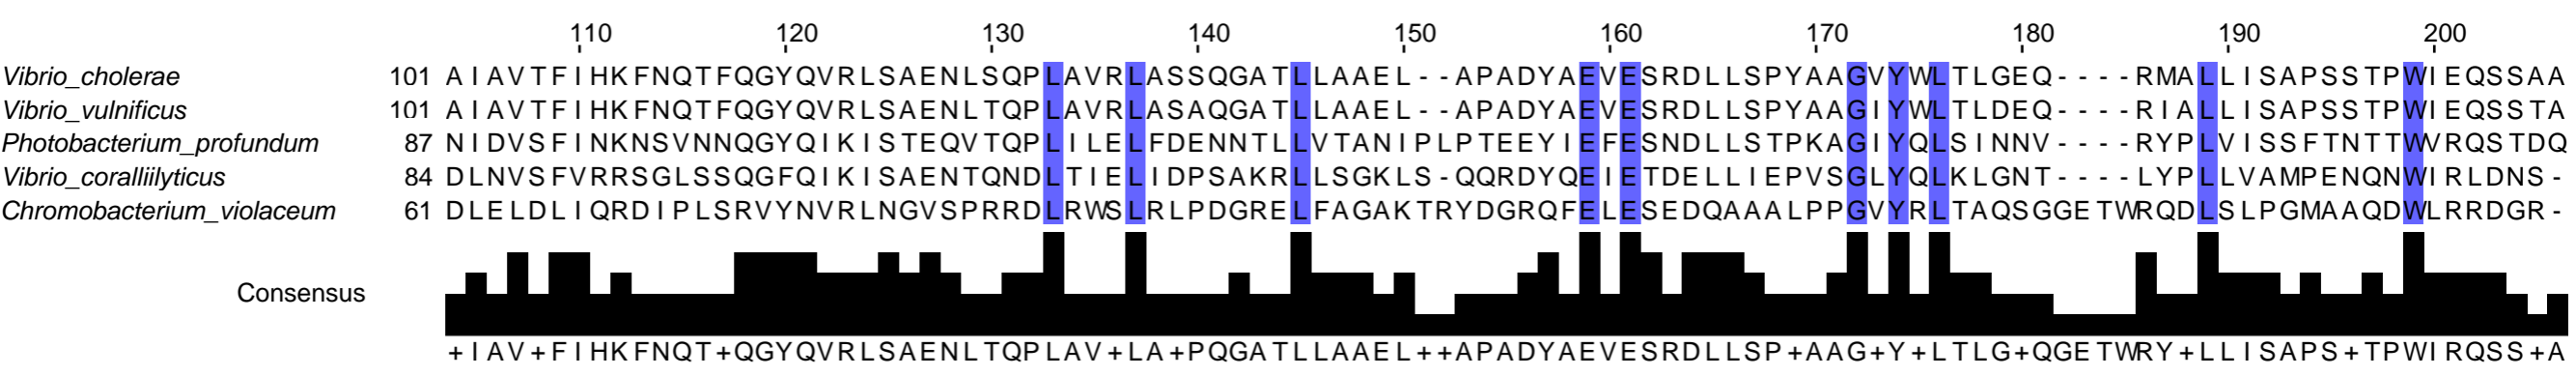 110 120 130 140 150 160 170 180 190 200
Vibrio_cholerae 101 AIAVTFIHKFNQTFQGYQVRLSAENLSQPLAVRLASSQGATLLAAEL--APADYAEVESRDLLSPYAAGVYWLTLGEQ----RMALLISAPSSTPWIEQSSAA
Vibrio_vulnificus 101 AIAVTFIHKFNQTFQGYQVRLSAENLTQPLAVRLASAQGATLLAAEL--APADYAEVESRDLLSPYAAGIYWLTLDEQ----RIALLISAPSSTPWIEQSSTA
Photobacterium_profundum 87 NIDVSFINKNSVNNQGYQIKISTEQVTQPLILELFDENNTLLVTANIPLPTEEYIEFESNDLLSTPKAGIYQLSINNV----RYPLVISSFTNTTWVRQSTDQ
Vibrio_coralliilyticus 84 DLNVSFVRRSGLSSQGFQIKISAENTQNDLTIELIDPSAKRLLSGKLS-QQRDYQEIETDELLIEPVSGLYQLKLGNT----LYPLLVAMPENQNWIRLDNS-
Chromobacterium_violaceum 61 DLELDLIQRDIPLSRVYNVRLNGVSPRRDLRWSLRLPDGRELFAGAKTRYDGRQFELESEDQAAALPPGVYRLTAQSGGETWRQDLSLPGMAAQDWLRRDGR-
Consensus
+IAV+FIHKFNQT+QGYQVRLSAENLTQPLAV+LA+PQGATLLAAEL++APADYAEVESRDLLSP+AAG+Y+LTLG+QGETWRY+LLISAPS+TPWIRQSS+A